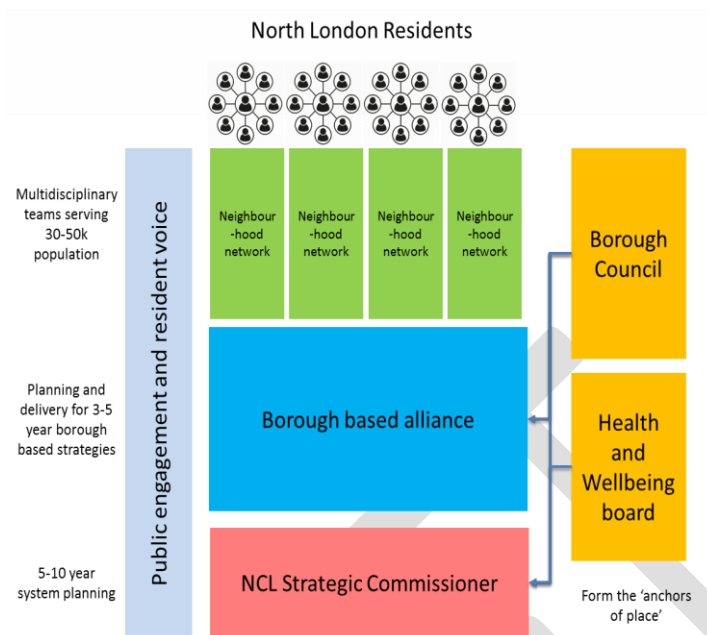 North London Residents
Multidisciplinary
teams serving
30-50k
population
Public engagement and resident voice
Neighbour
-hood
network
Neighbour
-hood
network
Neighbour
-hood
network
Neighbour
-hood
network
Borough
Council
Planning and
delivery for 3-5
year borough
based strategies
Borough based alliance
Health
and
Wellbeing
board
5-10 year
system planning
NCL Strategic Commissioner
Form the ‘anchors
of place’